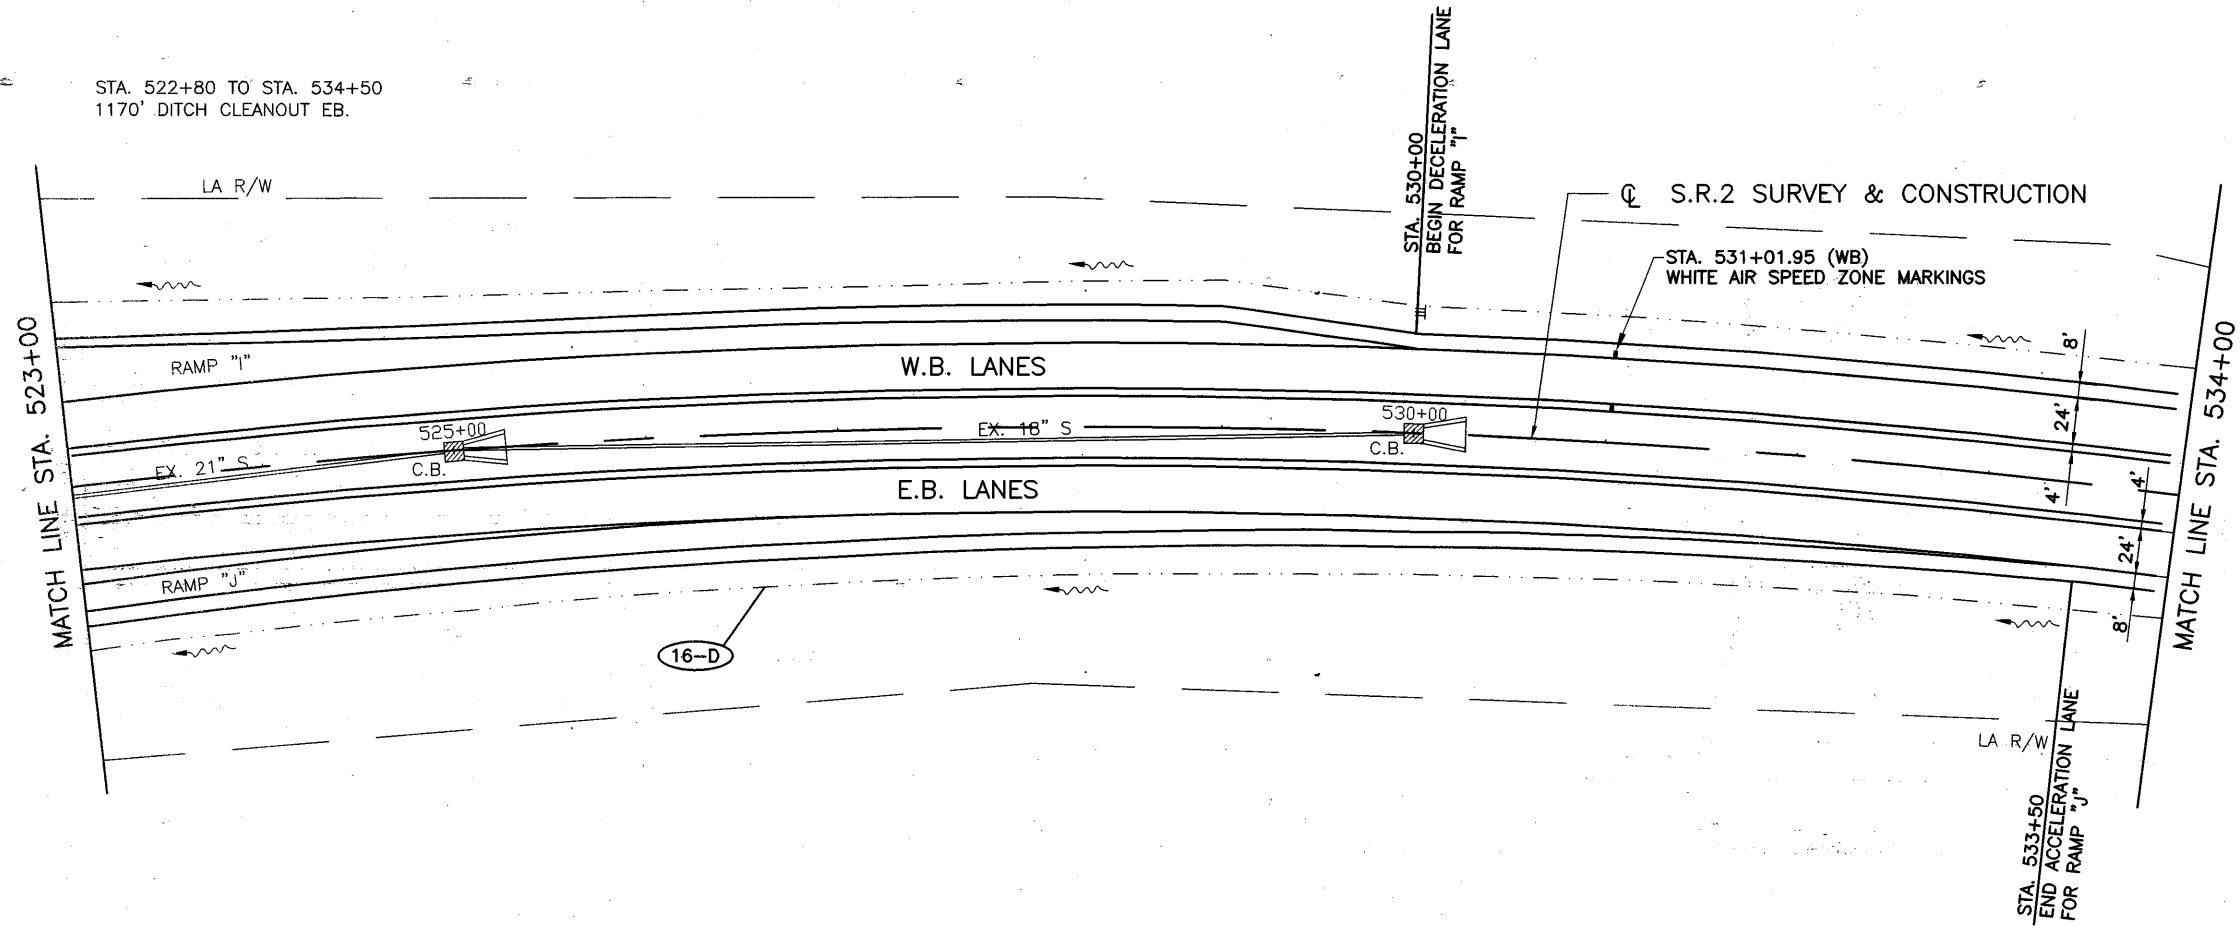 STA. 522+80 TO STA. 534+50
1170' DITCH CLEANOUT EB.
STA. 530+00
BEGIN DECELERATION LANE
FOR RAMP "I"
LA R/W
℄ S.R.2 SURVEY & CONSTRUCTION
STA. 531+01.95 (WB)
WHITE AIR SPEED ZONE MARKINGS
MATCH LINE STA. 523+00
RAMP "I"
W.B. LANES
8'
24'
4'
4'
24'
8'
MATCH LINE STA. 534+00
525+00
C.B.
EX. 21" S
EX. 18" S
530+00
C.B.
E.B. LANES
RAMP "J"
16-D
LA R/W
STA. 533+50
END ACCELERATION LANE
FOR RAMP "J"